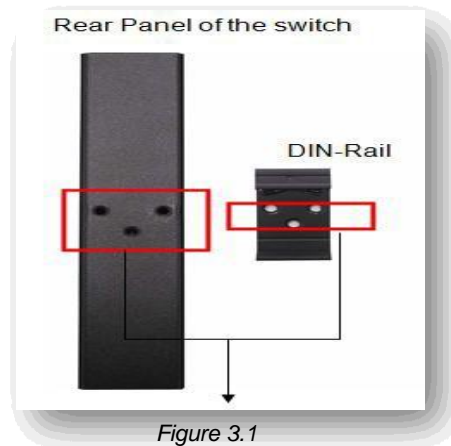 Rear Panel of the switch
DIN-Rail
Figure 3.1